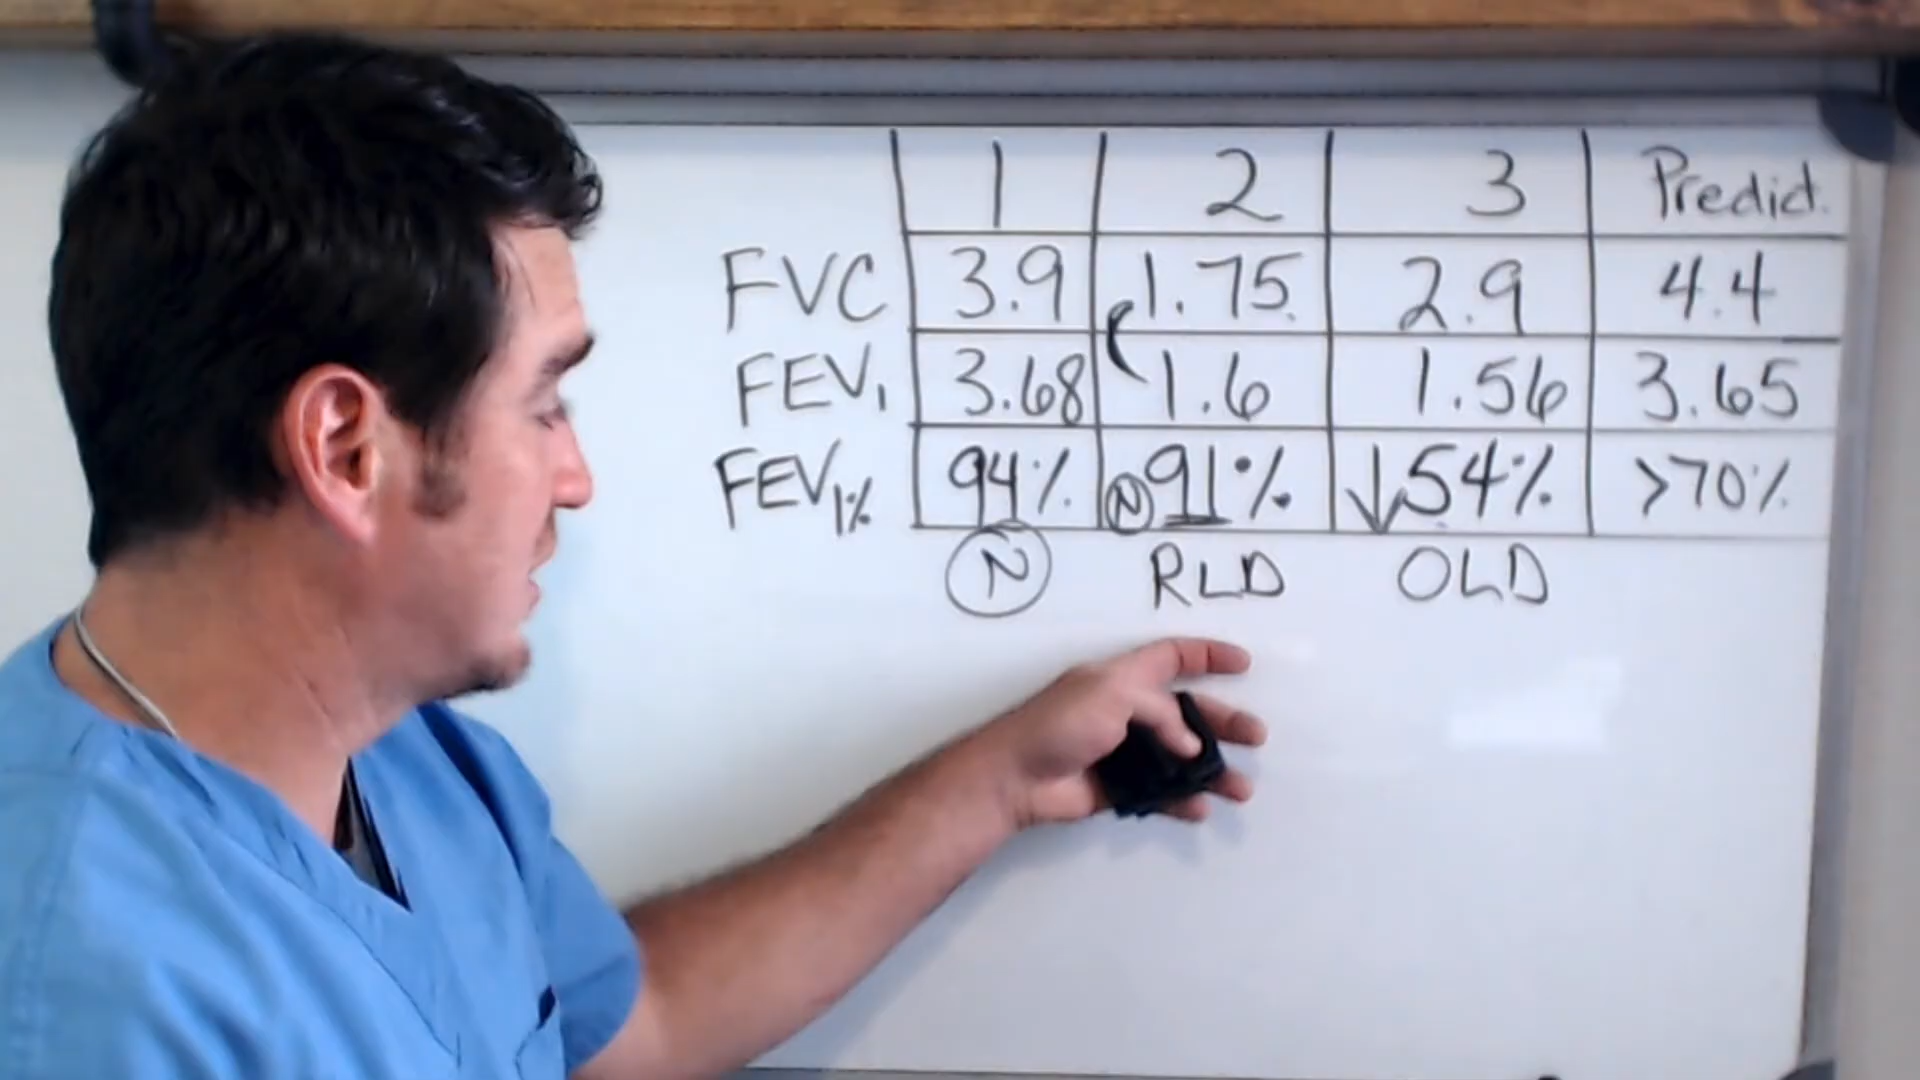 1 2 3 Predict.
FVC 3.9 1.75 2.9 4.4
FEV1 3.68 1.6 1.56 3.65
FEV1% 94% N 91% ↓54% >70%
N RLD OLD